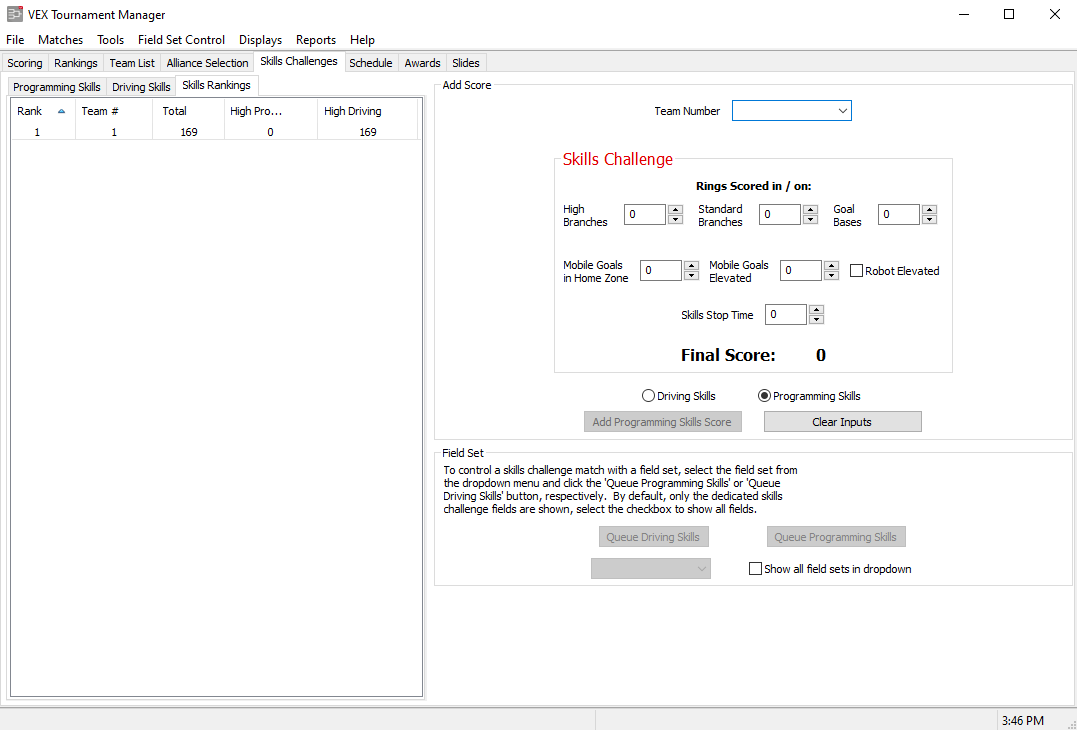 VEX Tournament Manager
File Matches Tools Field Set Control Displays Reports Help
Scoring Rankings Team List Alliance Selection Skills Challenges Schedule Awards Slides
Programming Skills Driving Skills Skills Rankings
Rank Team # Total High Pro... High Driving
1 1 169 0 169
Add Score
Team Number
Skills Challenge
Rings Scored in / on:
High Branches 0 Standard Branches 0 Goal Bases 0
Mobile Goals in Home Zone 0 Mobile Goals Elevated 0 Robot Elevated
Skills Stop Time 0
Final Score: 0
Driving Skills Programming Skills
Add Programming Skills Score Clear Inputs
Field Set
To control a skills challenge match with a field set, select the field set from
the dropdown menu and click the 'Queue Programming Skills' or 'Queue
Driving Skills' button, respectively. By default, only the dedicated skills
challenge fields are shown, select the checkbox to show all fields.
Queue Driving Skills Queue Programming Skills
Show all field sets in dropdown
3:46 PM